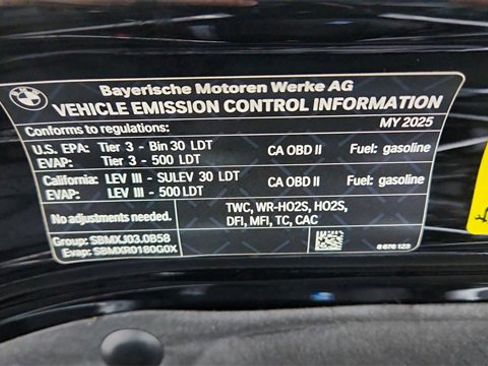 Bayerische Motoren Werke AG
VEHICLE EMISSION CONTROL INFORMATION
Conforms to regulations: MY 2025
U.S. EPA: Tier 3 - Bin 30 LDT CA OBD II Fuel: gasoline
EVAP: Tier 3 - 500 LDT
California: LEV III - SULEV 30 LDT CA OBD II Fuel: gasoline
EVAP: LEV III - 500 LDT
No adjustments needed. TWC, WR-HO2S, HO2S,
DFI, MFI, TC, CAC
Group: SBMXJ03.0B58
Evap: SBMXR0180G0X